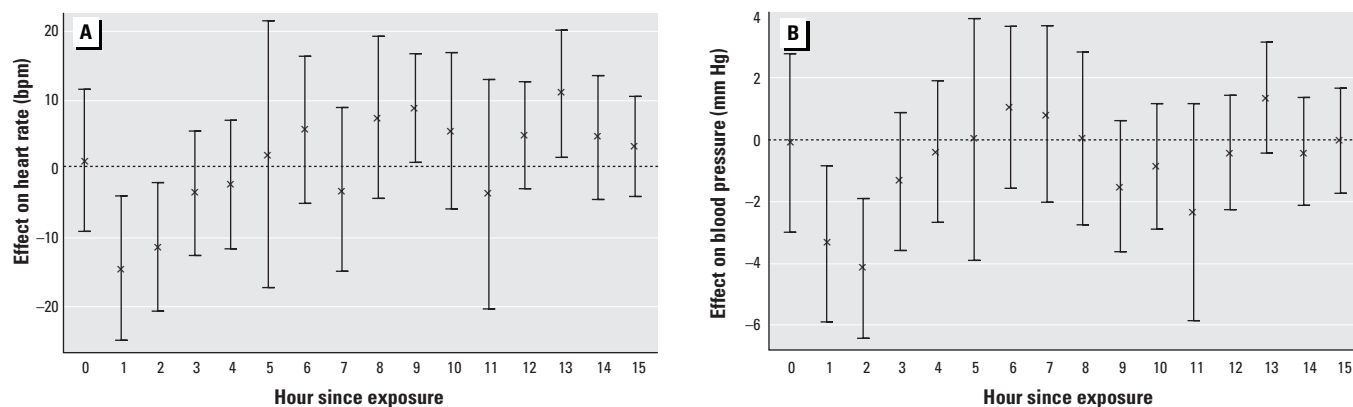 A
Effect on heart rate (bpm)
20
10
0
–10
–20
0 1 2 3 4 5 6 7 8 9 10 11 12 13 14 15
Hour since exposure
B
Effect on blood pressure (mm Hg)
4
2
0
–2
–4
–6
0 1 2 3 4 5 6 7 8 9 10 11 12 13 14 15
Hour since exposure